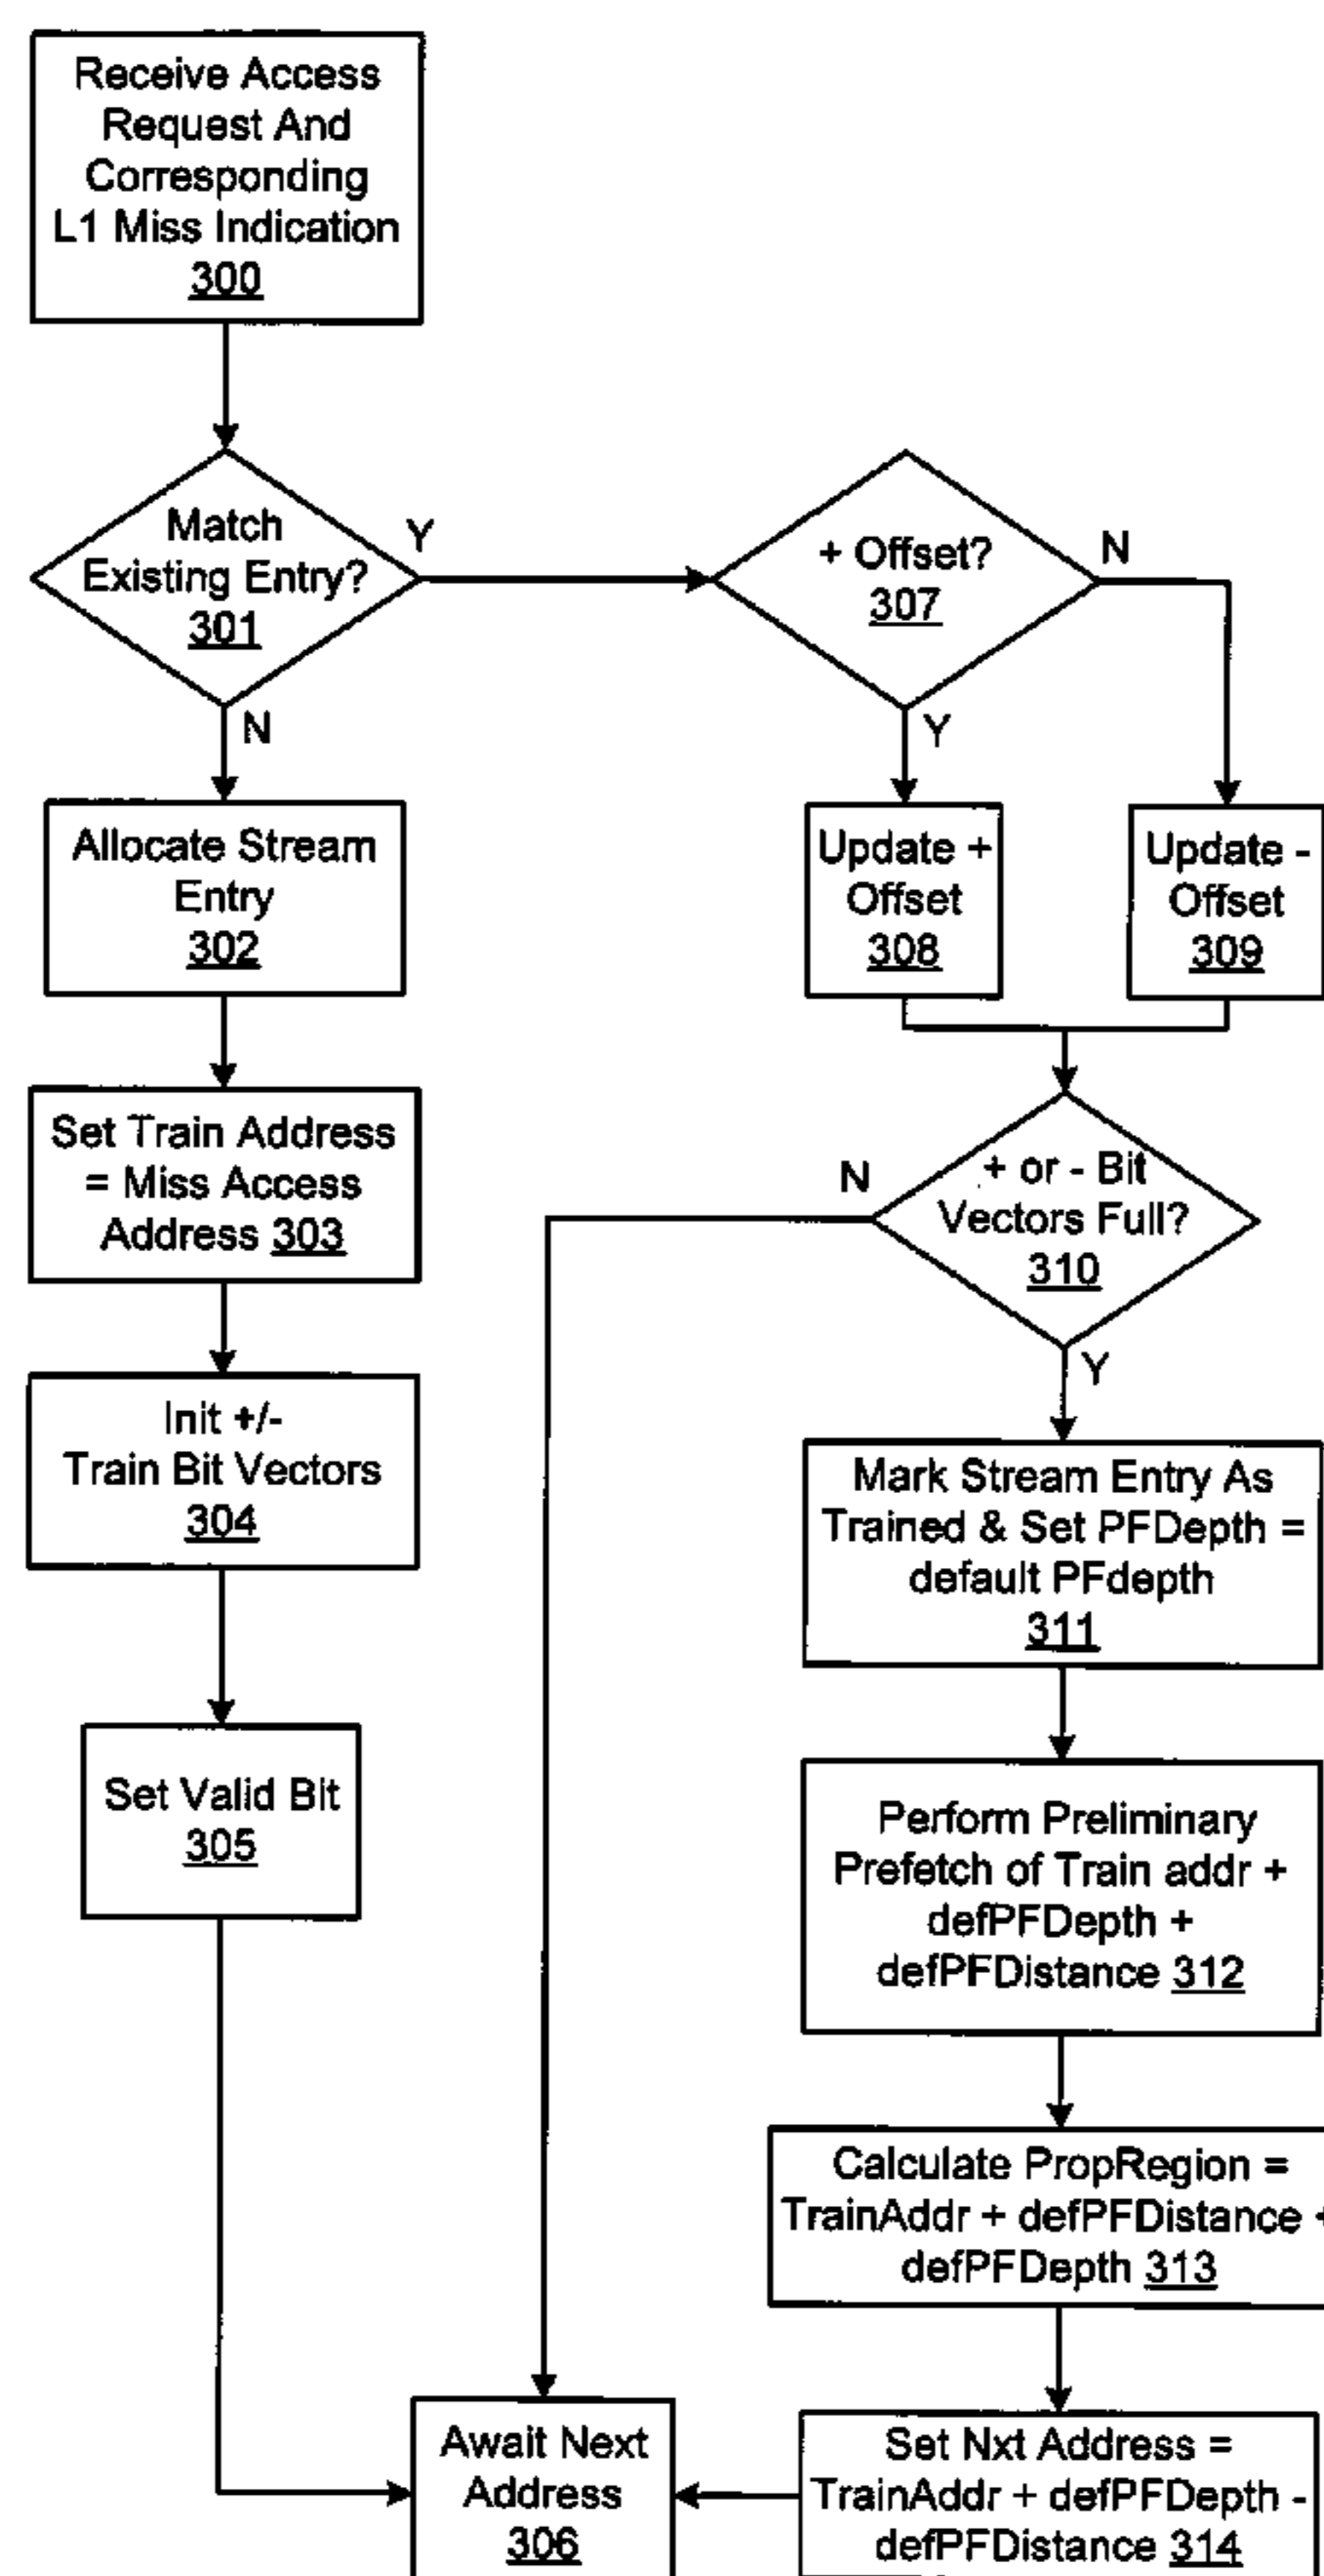 Receive Access
Request And
Corresponding
L1 Miss Indication
300
Match
Existing Entry?
301
Y
N
Allocate Stream
Entry
302
Set Train Address
= Miss Access
Address 303
Init +/-
Train Bit Vectors
304
Set Valid Bit
305
+ Offset?
307
N
Y
Update +
Offset
308
Update -
Offset
309
+ or - Bit
Vectors Full?
310
N
Y
Mark Stream Entry As
Trained & Set PFDepth =
default PFdepth
311
Perform Preliminary
Prefetch of Train addr +
defPFDepth +
defPFDistance 312
Calculate PropRegion =
TrainAddr + defPFDistance +
defPFDepth 313
Set Nxt Address =
TrainAddr + defPFDepth -
defPFDistance 314
Await Next
Address
306